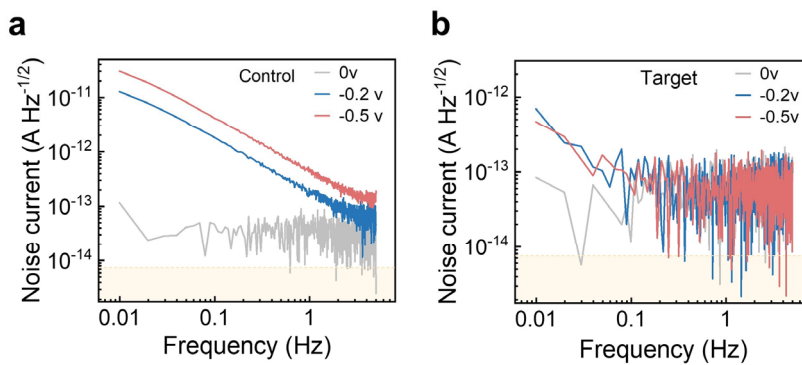 a
Control
0v
-0.2 v
-0.5 v
10⁻¹¹
10⁻¹²
10⁻¹³
10⁻¹⁴
Noise current (A Hz⁻¹/²)
0.01
0.1
1
Frequency (Hz)
b
Target
0v
-0.2v
-0.5v
10⁻¹²
10⁻¹³
10⁻¹⁴
Noise current (A Hz⁻¹/²)
0.01
0.1
1
Frequency (Hz)